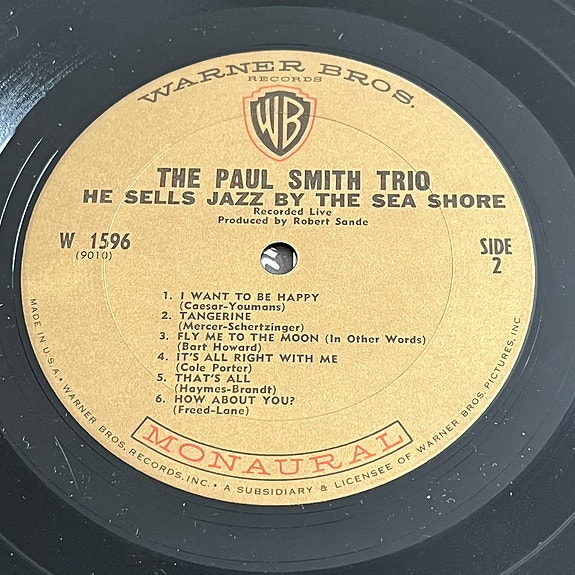 WARNER BROS.
RECORDS
WB
THE PAUL SMITH TRIO
HE SELLS JAZZ BY THE SEA SHORE
Recorded Live
Produced by Robert Sande
W 1596
(9010)
SIDE
2
1. I WANT TO BE HAPPY
(Caesar-Youmans)
2. TANGERINE
(Mercer-Schertzinger)
3. FLY ME TO THE MOON (In Other Words)
(Bart Howard)
4. IT'S ALL RIGHT WITH ME
(Cole Porter)
5. THAT'S ALL
(Haymes-Brandt)
6. HOW ABOUT YOU?
(Freed-Lane)
MONAURAL
MADE IN U.S.A. • WARNER BROS. RECORDS, INC. • A SUBSIDIARY & LICENSEE OF WARNER BROS. PICTURES, INC.